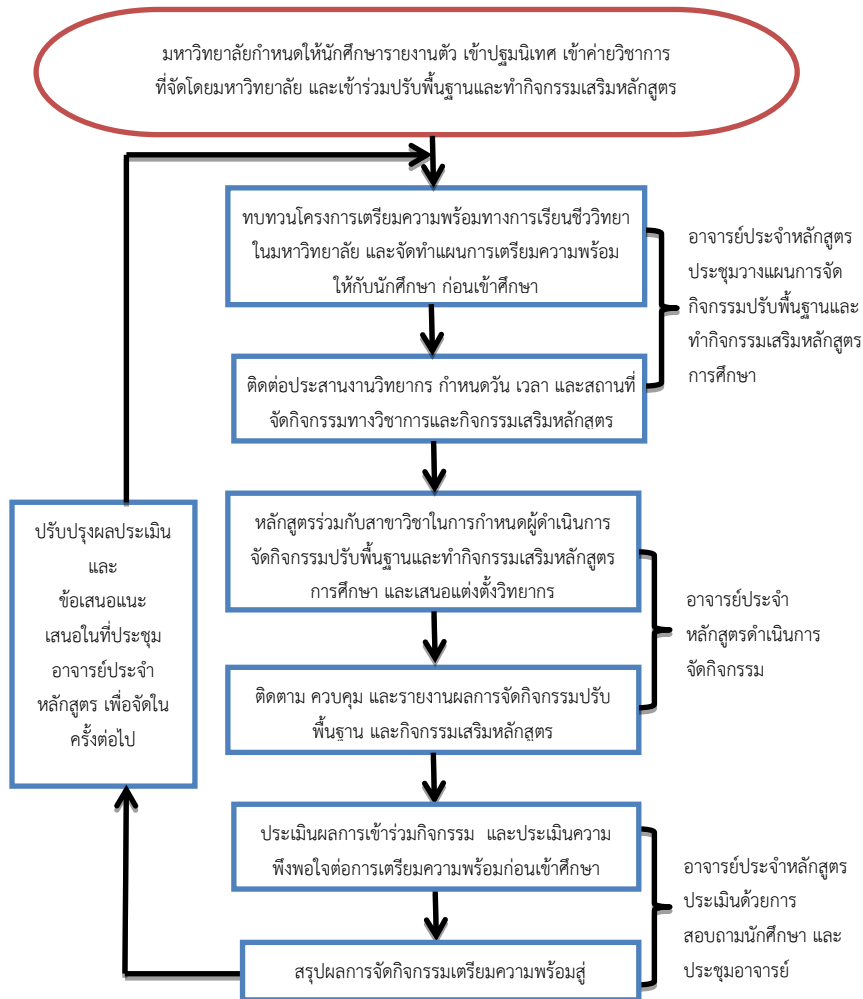 มหาวิทยาลัยกำหนดให้นักศึกษารายงานตัว เข้าปฐมนิเทศ เข้าค่ายวิชาการ
ที่จัดโดยมหาวิทยาลัย และเข้าร่วมปรับพื้นฐานและทำกิจกรรมเสริมหลักสูตร
ทบทวนโครงการเตรียมความพร้อมทางการเรียนชีววิทยา
ในมหาวิทยาลัย และจัดทำแผนการเตรียมความพร้อม
ให้กับนักศึกษา ก่อนเข้าศึกษา
อาจารย์ประจำหลักสูตร
ประชุมวางแผนการจัด
กิจกรรมปรับพื้นฐานและ
ทำกิจกรรมเสริมหลักสูตร
การศึกษา
ติดต่อประสานงานวิทยากร กำหนดวัน เวลา และสถานที่
จัดกิจกรรมทางวิชาการและกิจกรรมเสริมหลักสูตร
หลักสูตรร่วมกับสาขาวิชาในการกำหนดผู้ดำเนินการ
จัดกิจกรรมปรับพื้นฐานและทำกิจกรรมเสริมหลักสูตร
การศึกษา และเสนอแต่งตั้งวิทยากร
อาจารย์ประจำ
หลักสูตรดำเนินการ
จัดกิจกรรม
ติดตาม ควบคุม และรายงานผลการจัดกิจกรรมปรับ
พื้นฐาน และกิจกรรมเสริมหลักสูตร
ปรับปรุงผลประเมิน
และ
ข้อเสนอแนะ
เสนอในที่ประชุม
อาจารย์ประจำ
หลักสูตร เพื่อจัดใน
ครั้งต่อไป
ประเมินผลการเข้าร่วมกิจกรรม และประเมินความ
พึงพอใจต่อการเตรียมความพร้อมก่อนเข้าศึกษา
อาจารย์ประจำหลักสูตร
ประเมินด้วยการ
สอบถามนักศึกษา และ
ประชุมอาจารย์
สรุปผลการจัดกิจกรรมเตรียมความพร้อมสู่